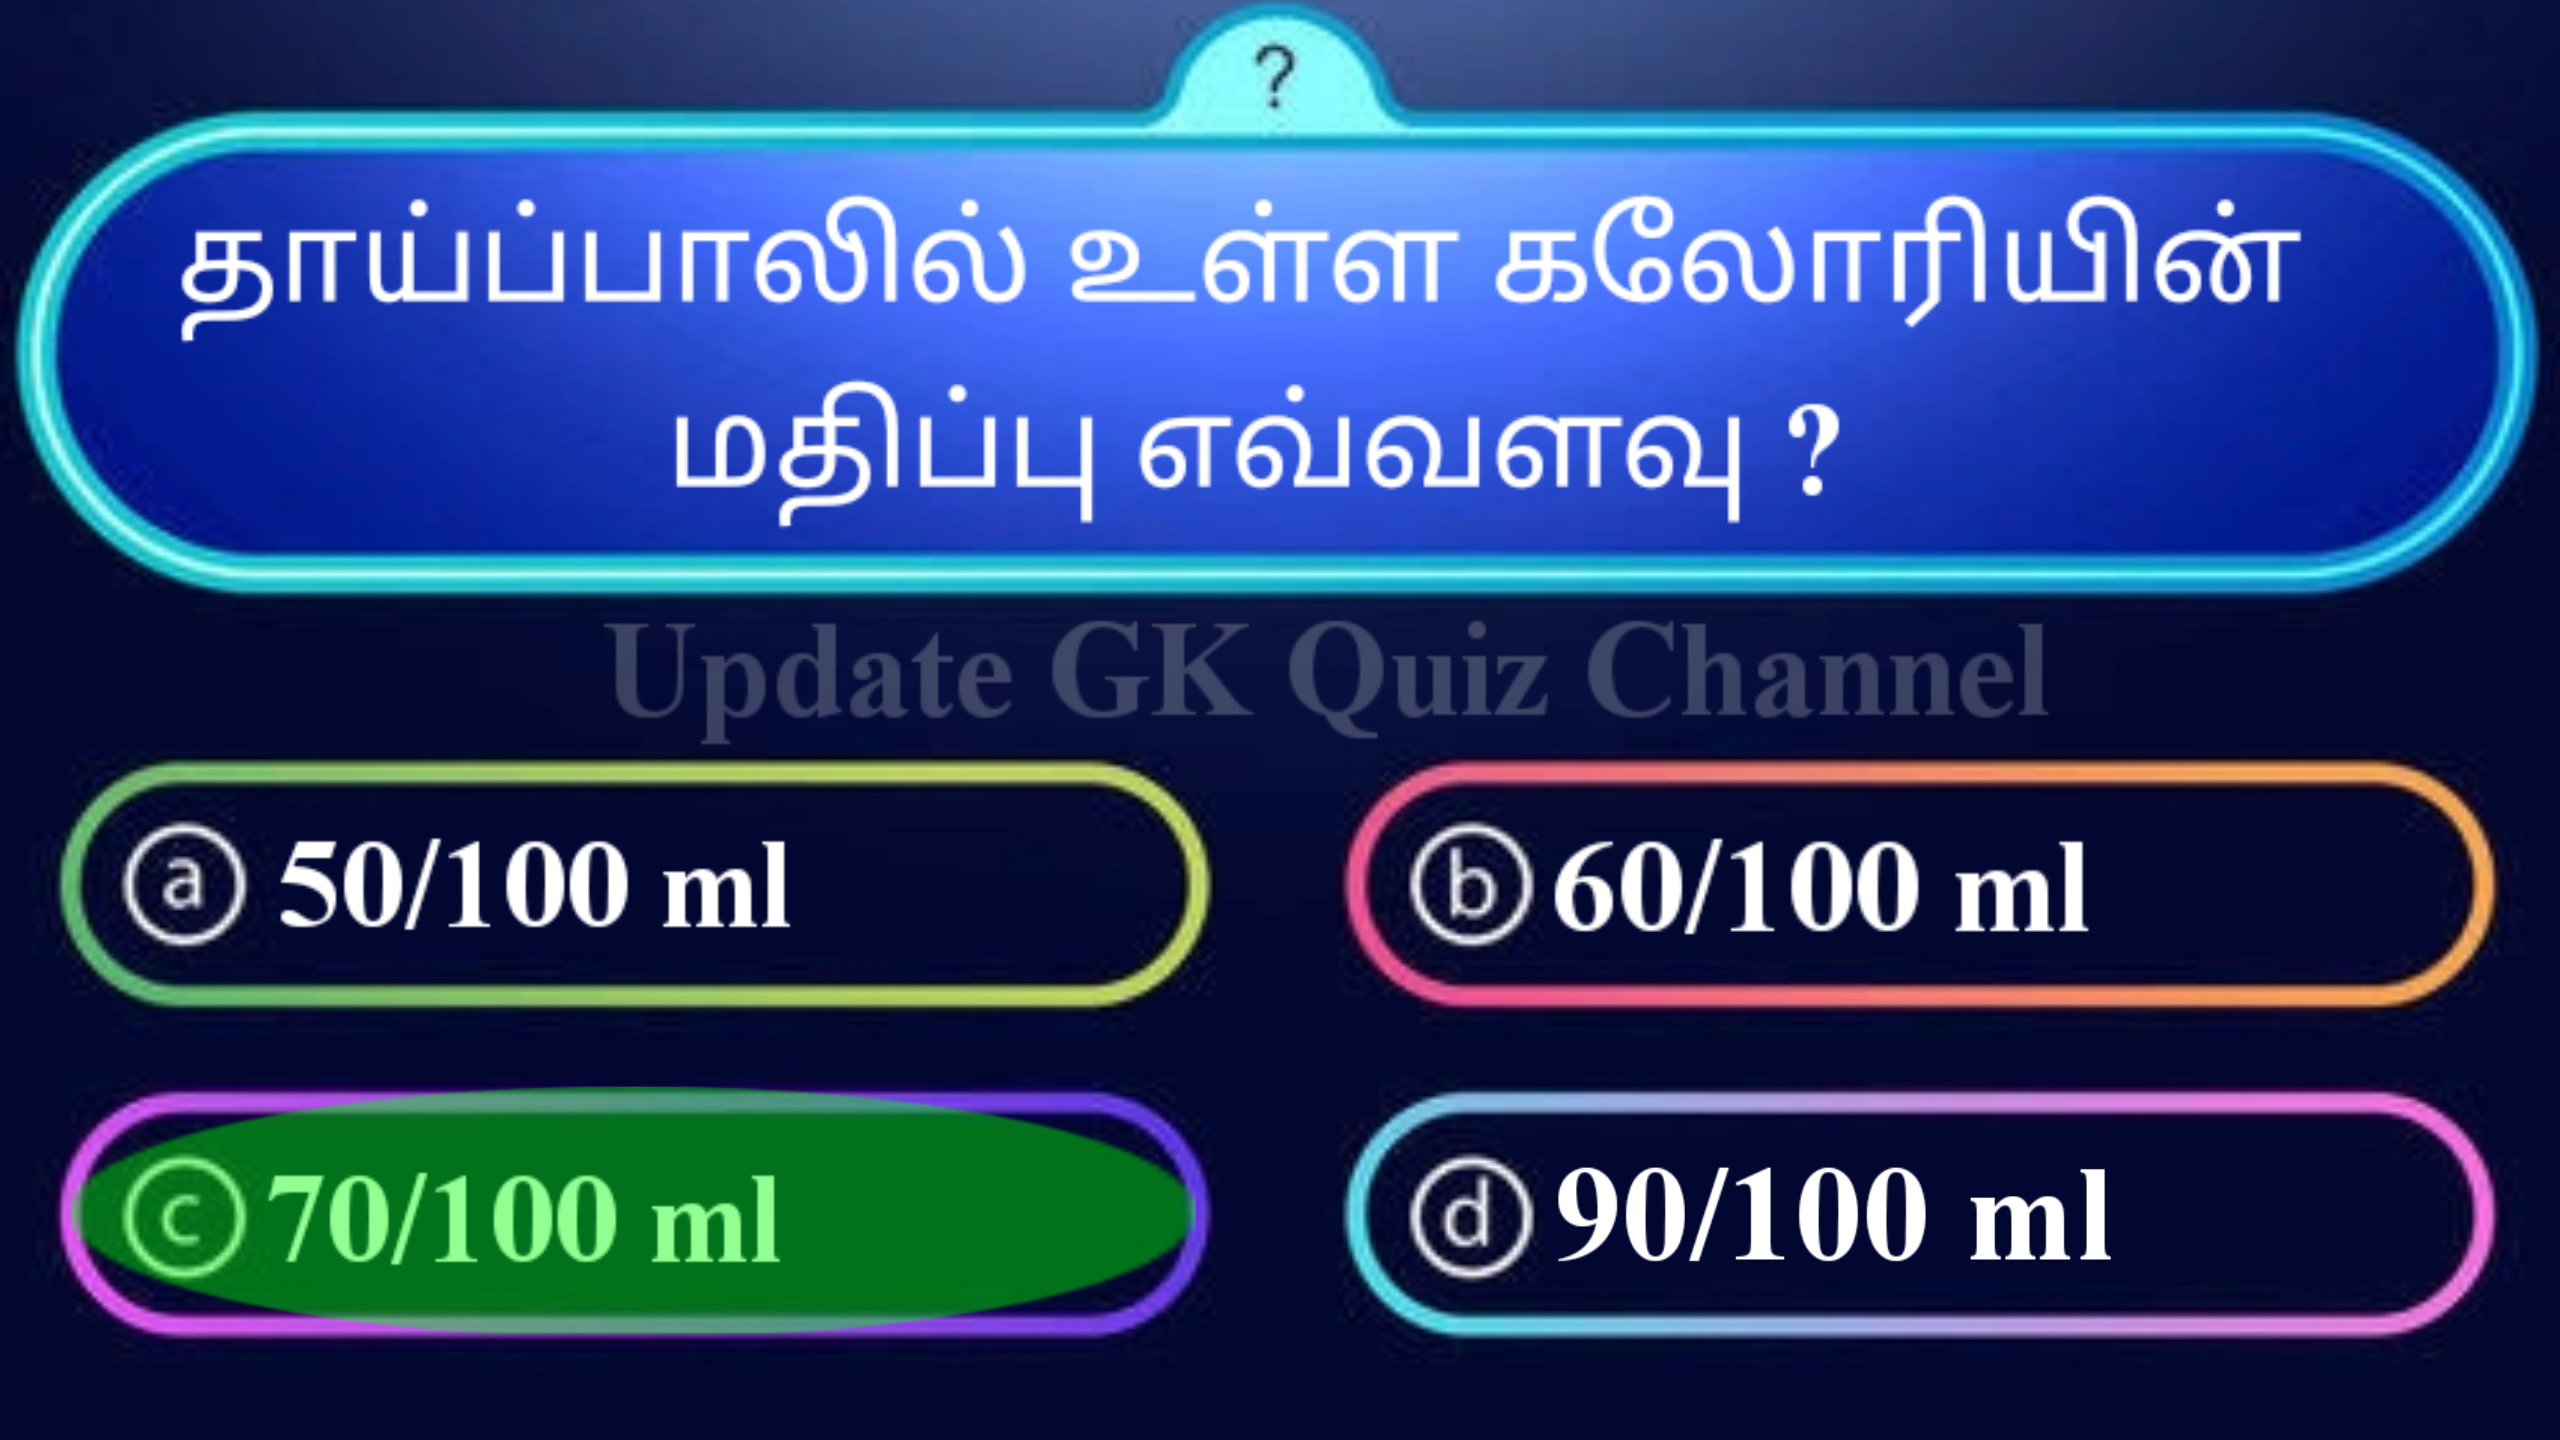 ?
தாய்ப்பாலில் உள்ள கலோரியின்
மதிப்பு எவ்வளவு ?
Update GK Quiz Channel
a 50/100 ml
b 60/100 ml
c 70/100 ml
d 90/100 ml